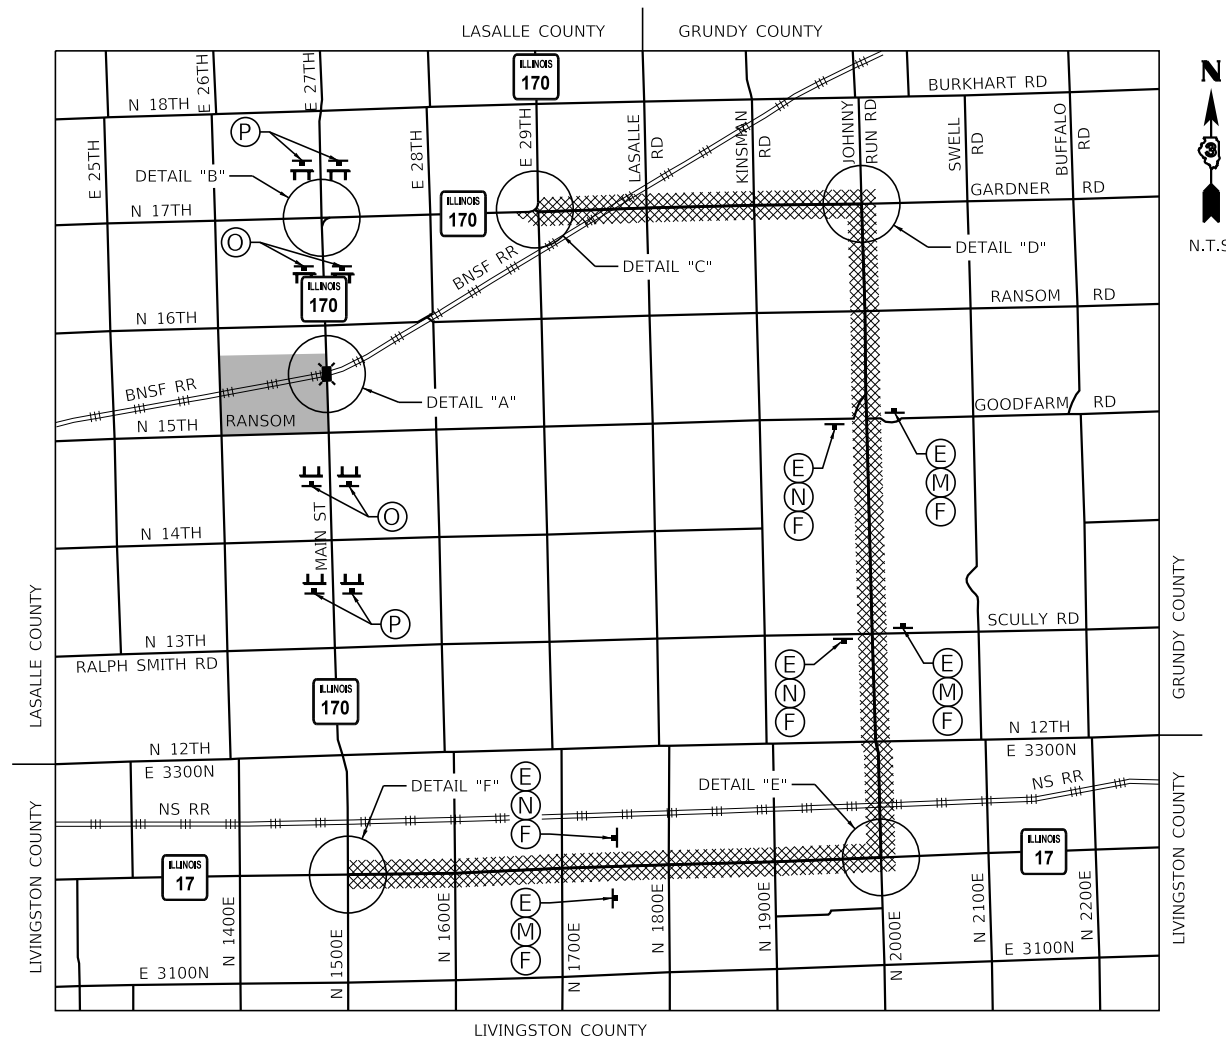 LASALLE COUNTY
GRUNDY COUNTY
ILLINOIS
170
BURKHART RD
N
N 18TH
E 26TH
E 27TH
E 25TH
P
E 28TH
E 29TH
LASALLE RD
KINSMAN RD
JOHNNY RUN RD
SWELL RD
BUFFALO RD
3
DETAIL "B"
N 17TH
ILLINOIS
170
GARDNER RD
O
BNSF RR
DETAIL "C"
DETAIL "D"
N.T.S
ILLINOIS
170
N 16TH
RANSOM RD
BNSF RR
DETAIL "A"
GOODFARM RD
RANSOM
N 15TH
E
N
F
E
M
F
O
N 14TH
MAIN ST
LASALLE COUNTY
GRUNDY COUNTY
P
N 13TH
SCULLY RD
RALPH SMITH RD
E
N
F
E
M
F
ILLINOIS
170
N 12TH
N 12TH
E 3300N
E 3300N
NS RR
NS RR
DETAIL "F"
E
N
F
DETAIL "E"
LIVINGSTON COUNTY
LIVINGSTON COUNTY
ILLINOIS
17
ILLINOIS
17
E
M
F
N 1400E
N 1500E
N 1600E
N 1700E
N 1800E
N 1900E
N 2000E
N 2100E
N 2200E
E 3100N
E 3100N
LIVINGSTON COUNTY